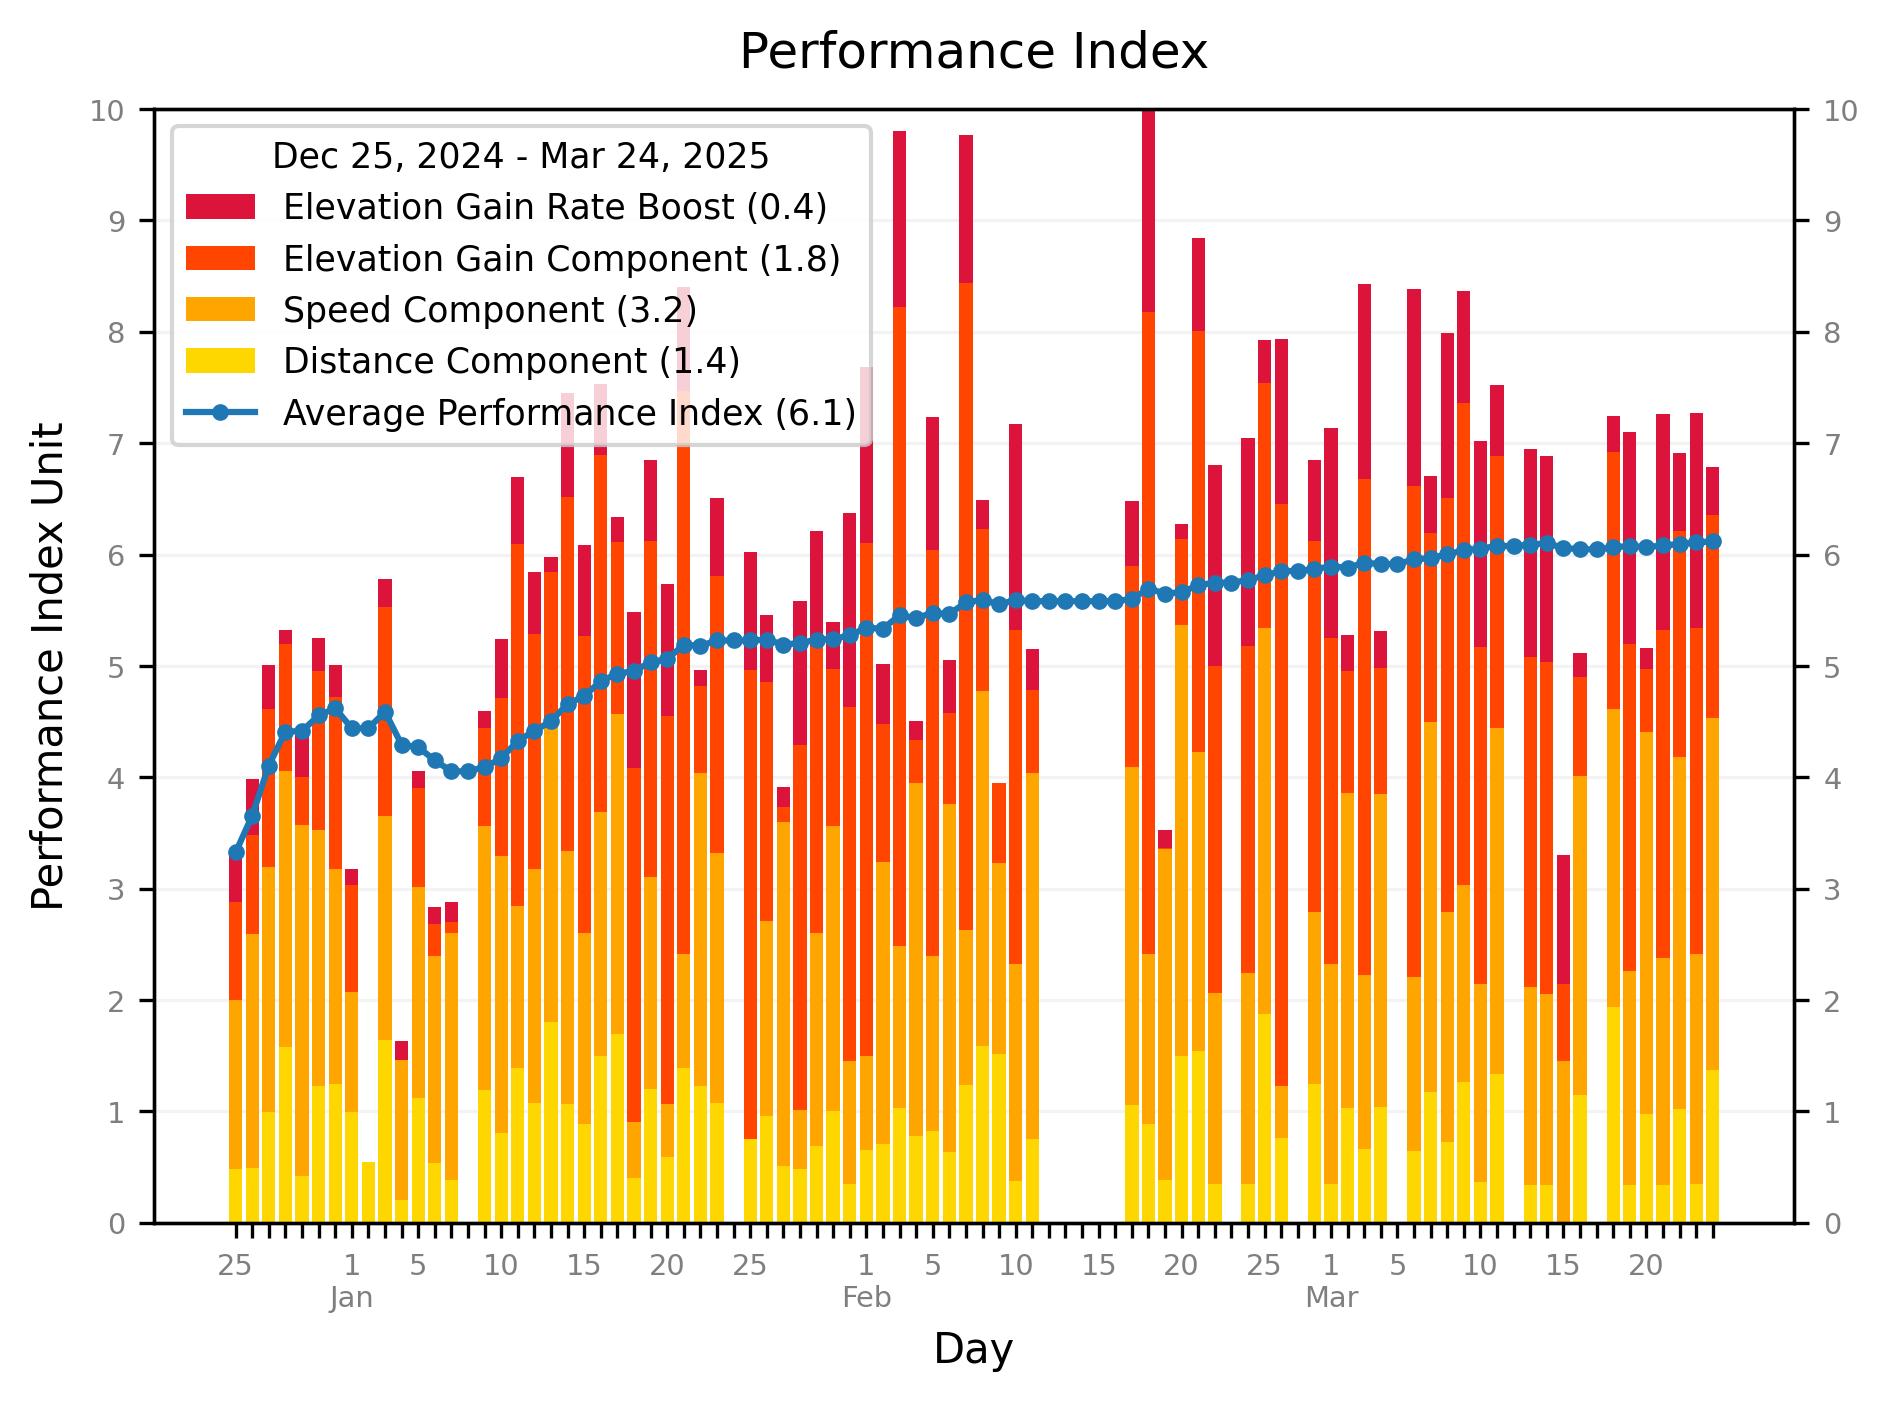 Performance Index
Dec 25, 2024 - Mar 24, 2025
Elevation Gain Rate Boost (0.4)
Elevation Gain Component (1.8)
Speed Component (3.2)
Distance Component (1.4)
Average Performance Index (6.1)
Performance Index Unit
10 10
9 9
8 8
7 7
6 6
5 5
4 4
3 3
2 2
1 1
0 0
25 1 5 10 15 20 25 1 5 10 15 20 25 1 5 10 15 20
Jan Feb Mar
Day